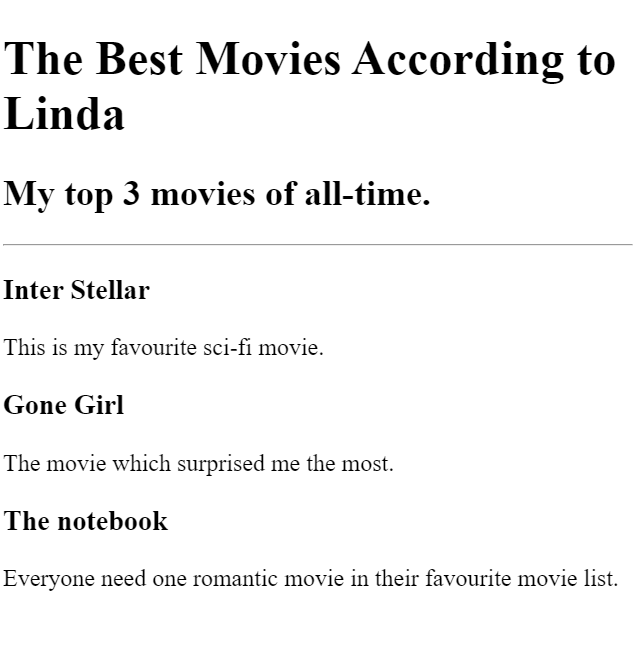 The Best Movies According to
Linda
My top 3 movies of all-time.
Inter Stellar
This is my favourite sci-fi movie.
Gone Girl
The movie which surprised me the most.
The notebook
Everyone need one romantic movie in their favourite movie list.